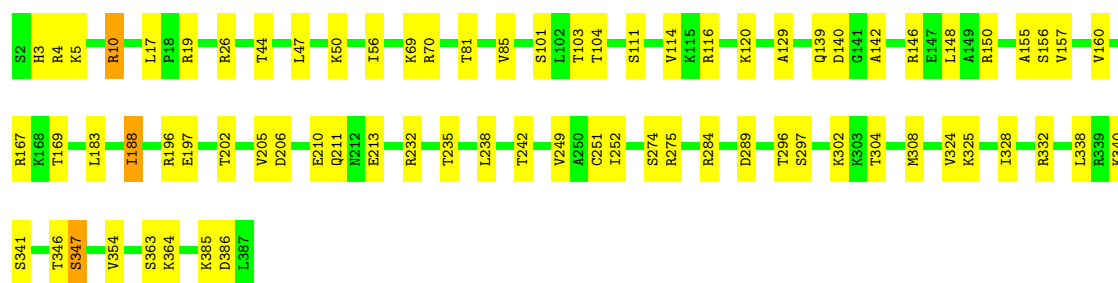 S2 H3 R4 K5 R10 L17 P18 R19 R26 T44 L47 K50 I56 K69 R70 T81 V85 S101 L102 T103 T104 S111 V114 K115 R116 K120 A129 Q139 D140 G141 A142 R146 E147 L148 A149 R150 A155 S156 V157 V160
R167 K168 T169 L183 I188 R196 E197 T202 V205 D206 E210 Q211 N212 E213 R232 T235 L238 T242 V249 A250 C251 I252 S274 R275 R284 D289 T296 S297 K302 K303 T304 M308 V324 K325 I328 R332 L338 R339 K340
S341 T346 S347 V354 S363 K364 K385 D386 L387